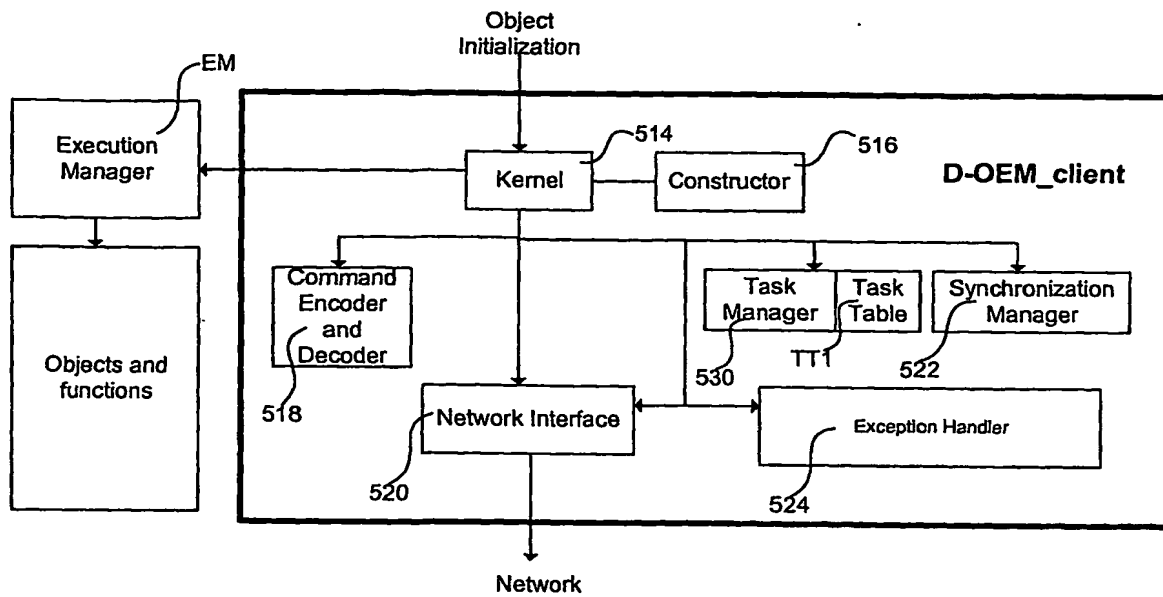 Object
Initialization
EM
Execution
Manager
514
516
Kernel
Constructor
D-OEM_client
Command
Encoder
and
Decoder
Task
Manager
Task
Table
Synchronization
Manager
Objects and
functions
530
TT1
522
518
Network Interface
Exception Handler
520
524
Network